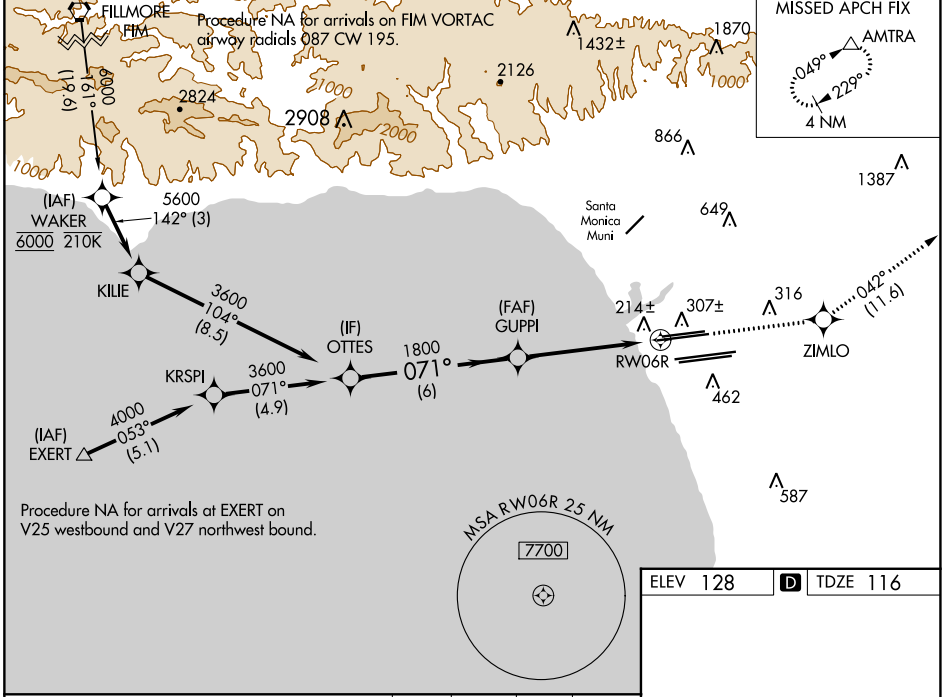 FILLMORE
FIM
Procedure NA for arrivals on FIM VORTAC
airway radials 087 CW 195.
1432±
1870
MISSED APCH FIX
AMTRA
049°
229°
4 NM
6000
161°
(19.6)
2824
1000
2126
1000
2908
2000
1000
866
1387
(IAF)
WAKER
6000 210K
5600
142° (3)
Santa
Monica
Muni
649
KILIE
3600
104°
(8.5)
(IF)
OTTES
(FAF)
GUPPI
214±
307±
316
042°
(11.6)
ZIMLO
RW06R
1800
071°
(6)
KRSPI
3600
071°
(4.9)
462
4000
053°
(5.1)
(IAF)
EXERT
587
Procedure NA for arrivals at EXERT on
V25 westbound and V27 northwest bound.
MSA RW06R 25 NM
7700
ELEV 128 D TDZE 116